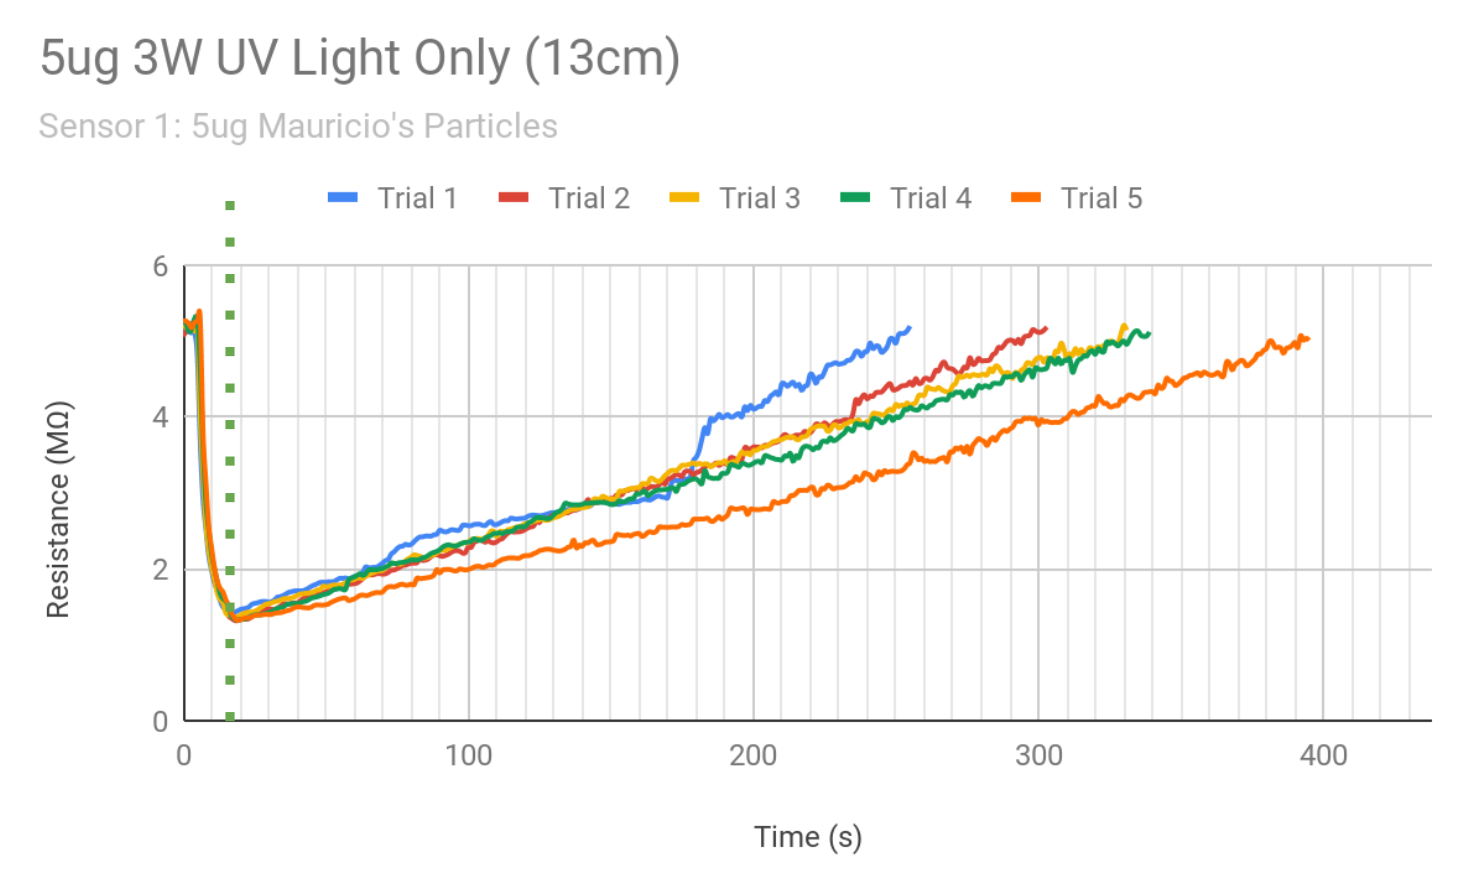 5ug 3W UV Light Only (13cm)
Sensor 1: 5ug Mauricio's Particles
Trial 1 Trial 2 Trial 3 Trial 4 Trial 5
6
4
2
0
Resistance (MΩ)
0 100 200 300 400
Time (s)